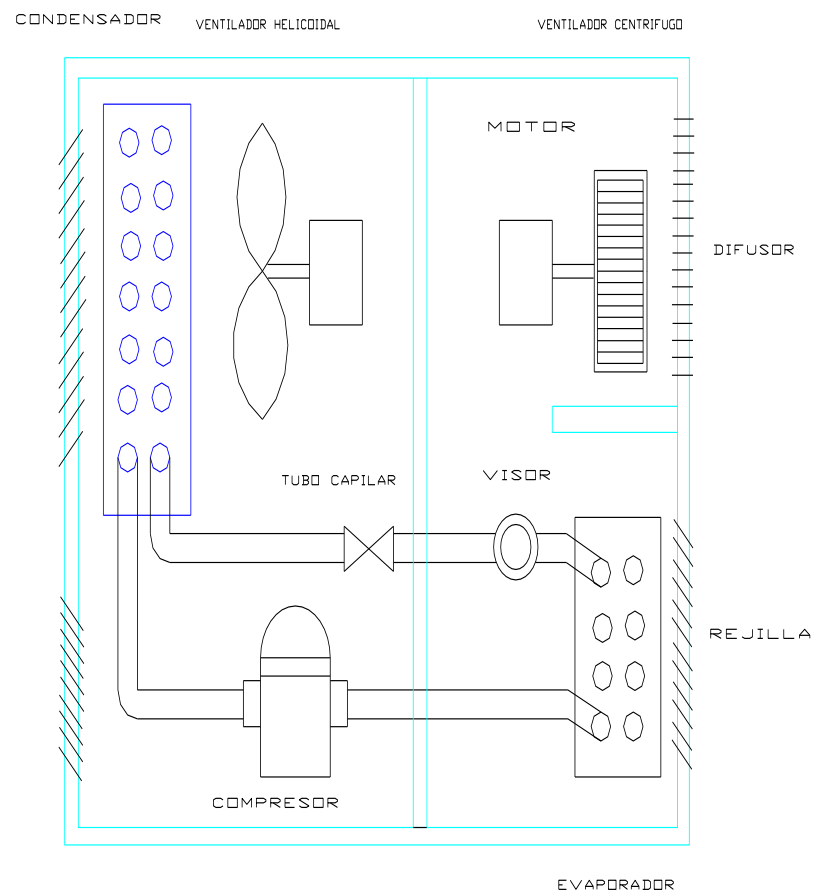 CONDENSADOR
VENTILADOR HELICOIDAL
VENTILADOR CENTRIFUGO
MOTOR
DIFUSOR
TUBO CAPILAR
VISOR
REJILLA
COMPRESOR
EVAPORADOR